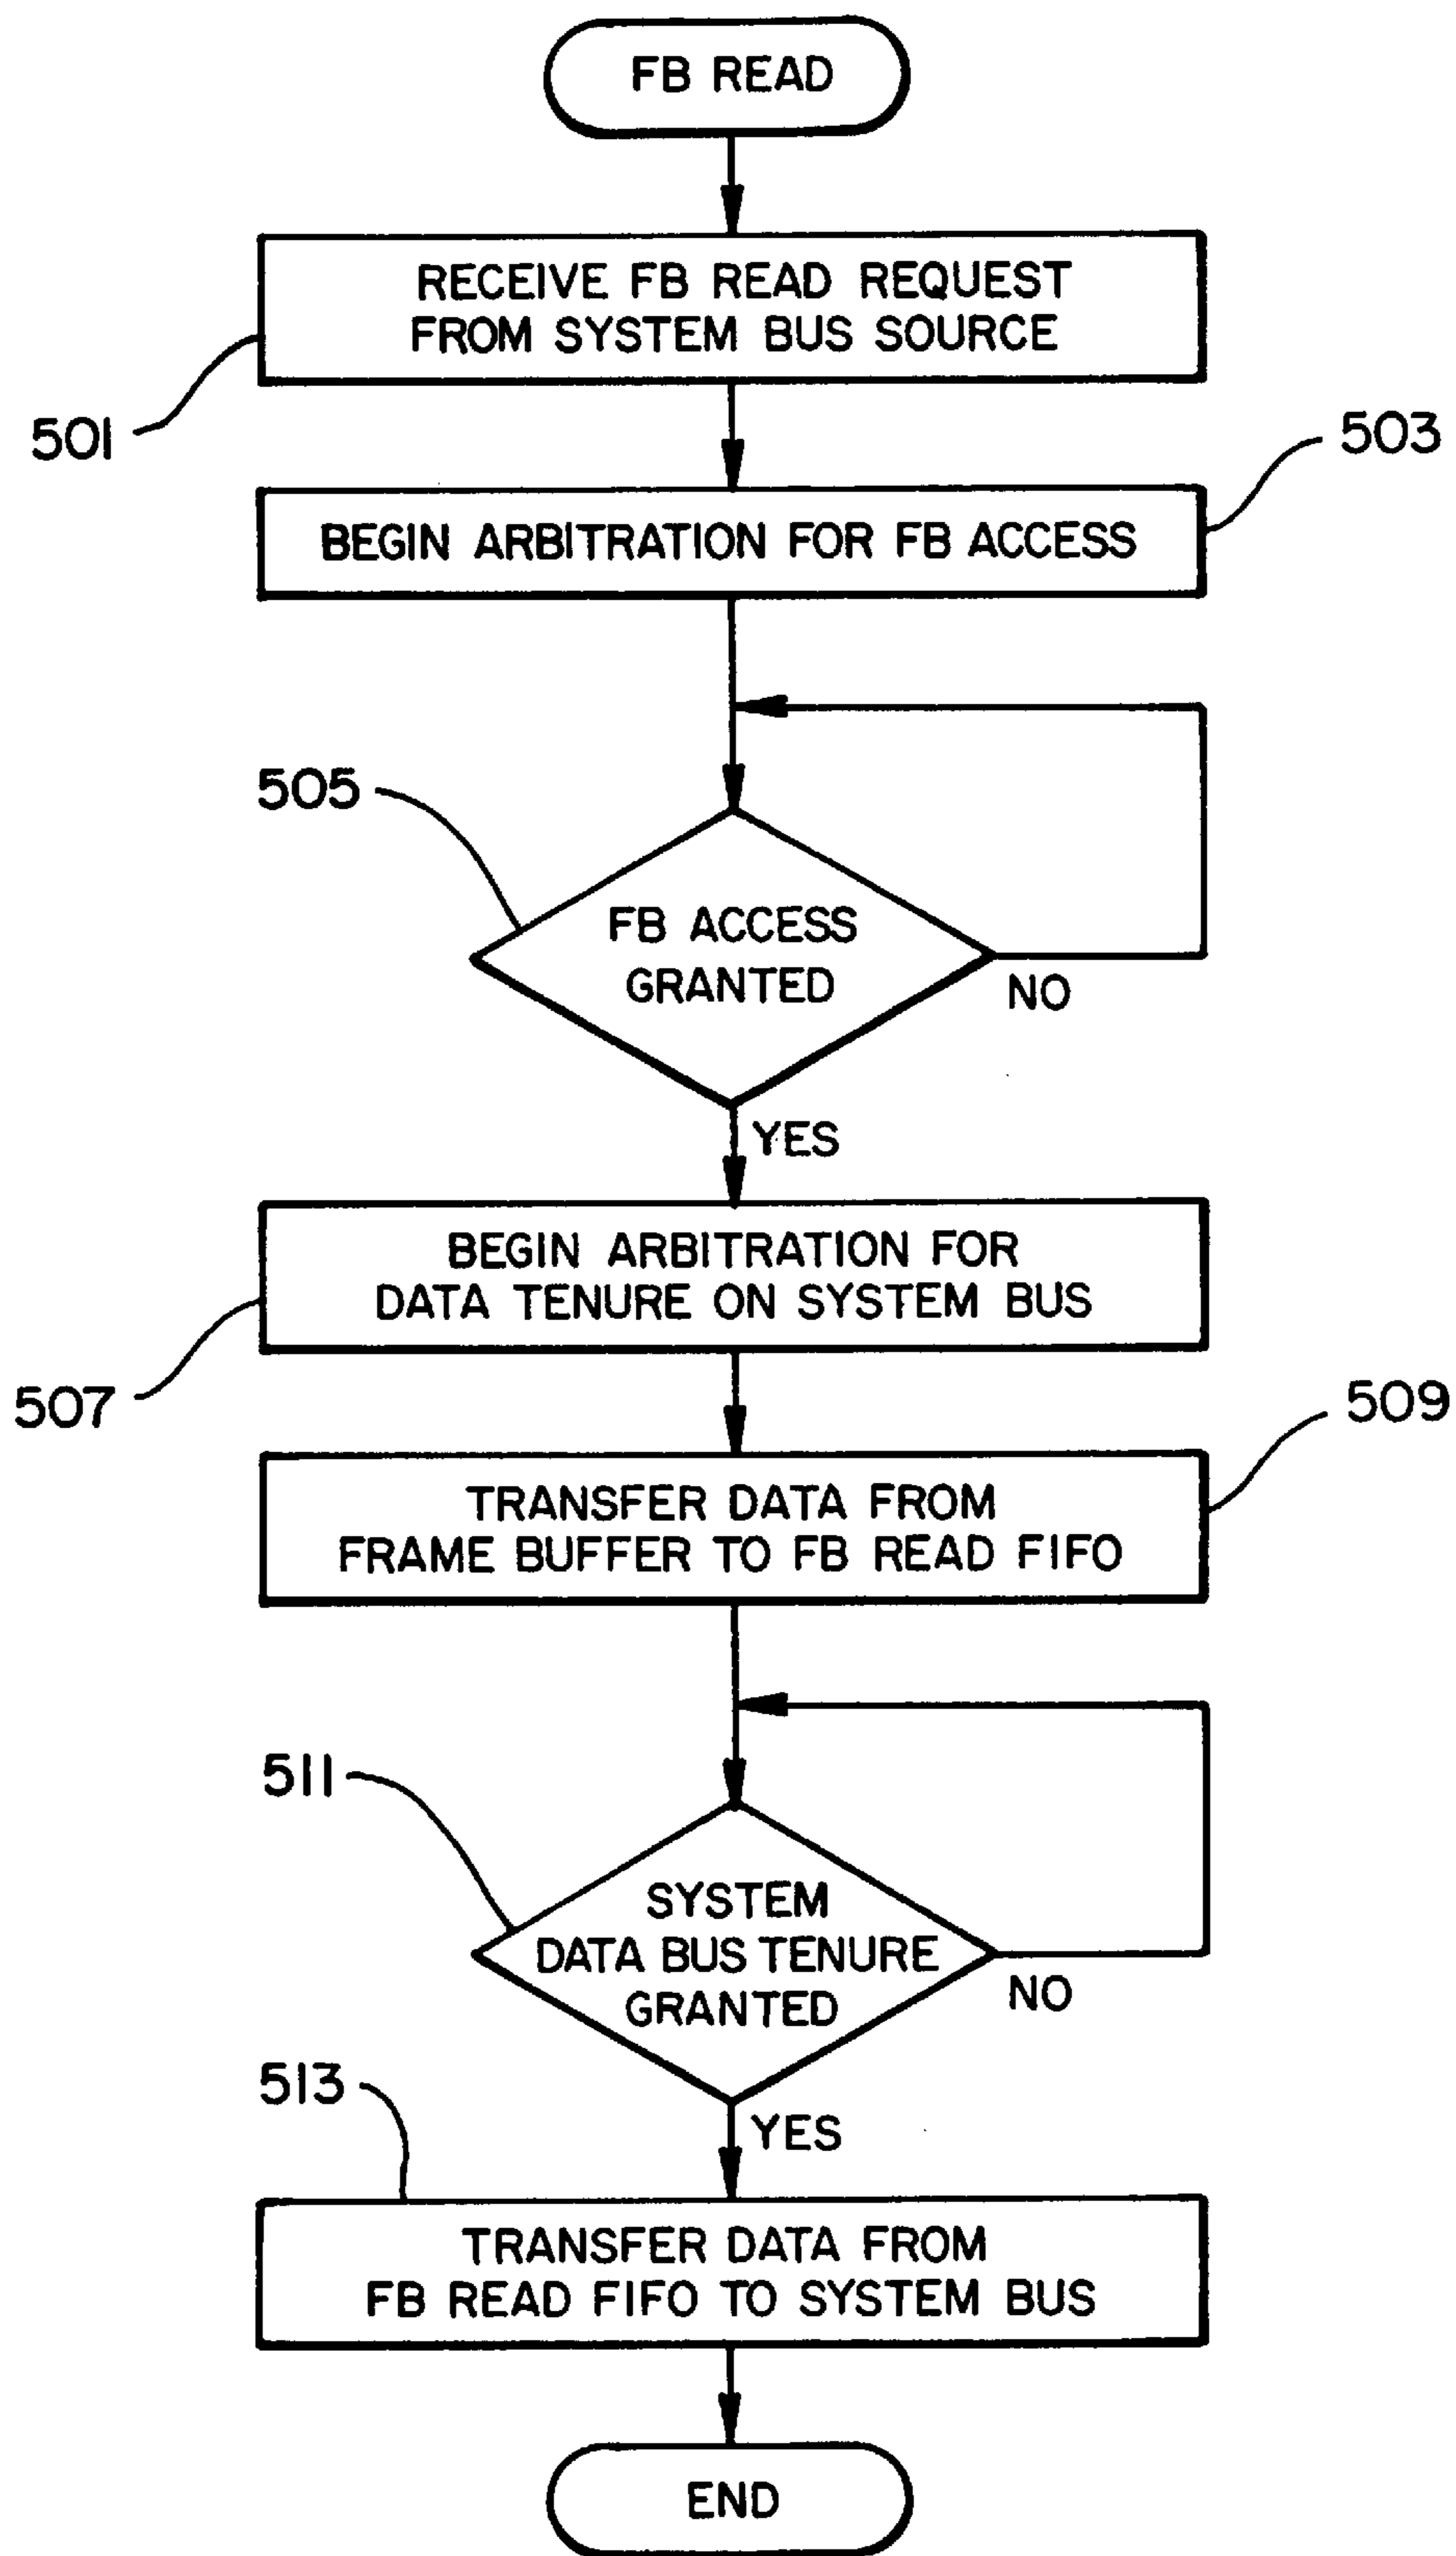 FB READ
RECEIVE FB READ REQUEST
FROM SYSTEM BUS SOURCE
501
503
BEGIN ARBITRATION FOR FB ACCESS
505
FB ACCESS
GRANTED
NO
YES
BEGIN ARBITRATION FOR
DATA TENURE ON SYSTEM BUS
507
509
TRANSFER DATA FROM
FRAME BUFFER TO FB READ FIFO
511
SYSTEM
DATA BUS TENURE
GRANTED
NO
513
YES
TRANSFER DATA FROM
FB READ FIFO TO SYSTEM BUS
END